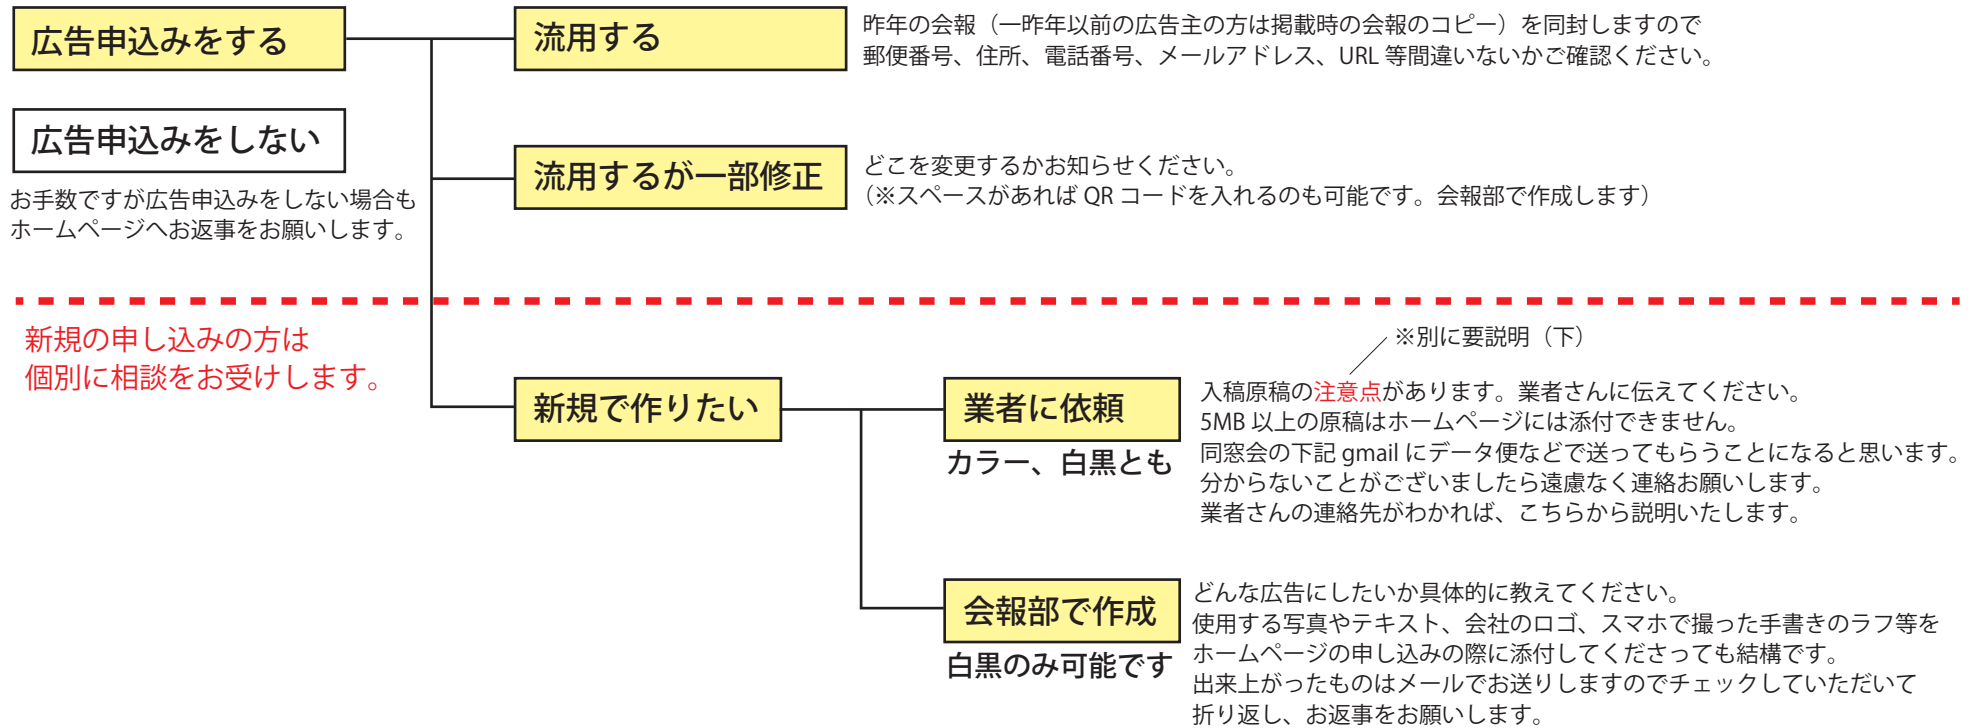 広告申込みをする
流用する
昨年の会報（一昨年以前の広告主の方は掲載時の会報のコピー）を同封しますので
郵便番号、住所、電話番号、メールアドレス、URL 等間違いないかご確認ください。
広告申込みをしない
お手数ですが広告申込みをしない場合も
ホームページへお返事をお願いします。
流用するが一部修正
どこを変更するかお知らせください。
（※スペースがあれば QR コードを入れるのも可能です。会報部で作成します）
新規の申し込みの方は
個別に相談をお受けします。
新規で作りたい
業者に依頼
カラー、白黒とも
※別に要説明（下）
入稿原稿の注意点があります。業者さんに伝えてください。
5MB 以上の原稿はホームページには添付できません。
同窓会の下記 gmail にデータ便などで送ってもらうことになると思います。
分からないことがございましたら遠慮なく連絡お願いします。
業者さんの連絡先がわかれば、こちらから説明いたします。
会報部で作成
白黒のみ可能です
どんな広告にしたいか具体的に教えてください。
使用する写真やテキスト、会社のロゴ、スマホで撮った手書きのラフ等を
ホームページの申し込みの際に添付してくださっても結構です。
出来上がったものはメールでお送りしますのでチェックしていただいて
折り返し、お返事をお願いします。